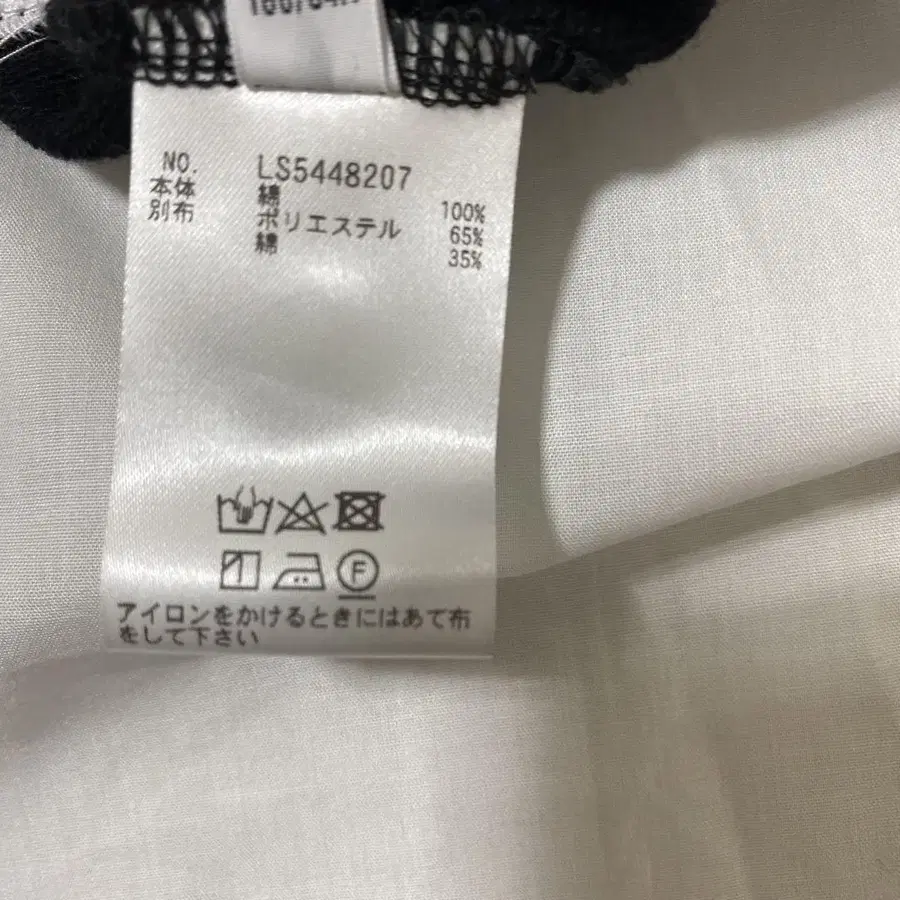 NO. LS5448207
本体 綿 100%
別布 ポリエステル 65%
綿 35%
F
アイロンをかけるときにはあて布
をして下さい